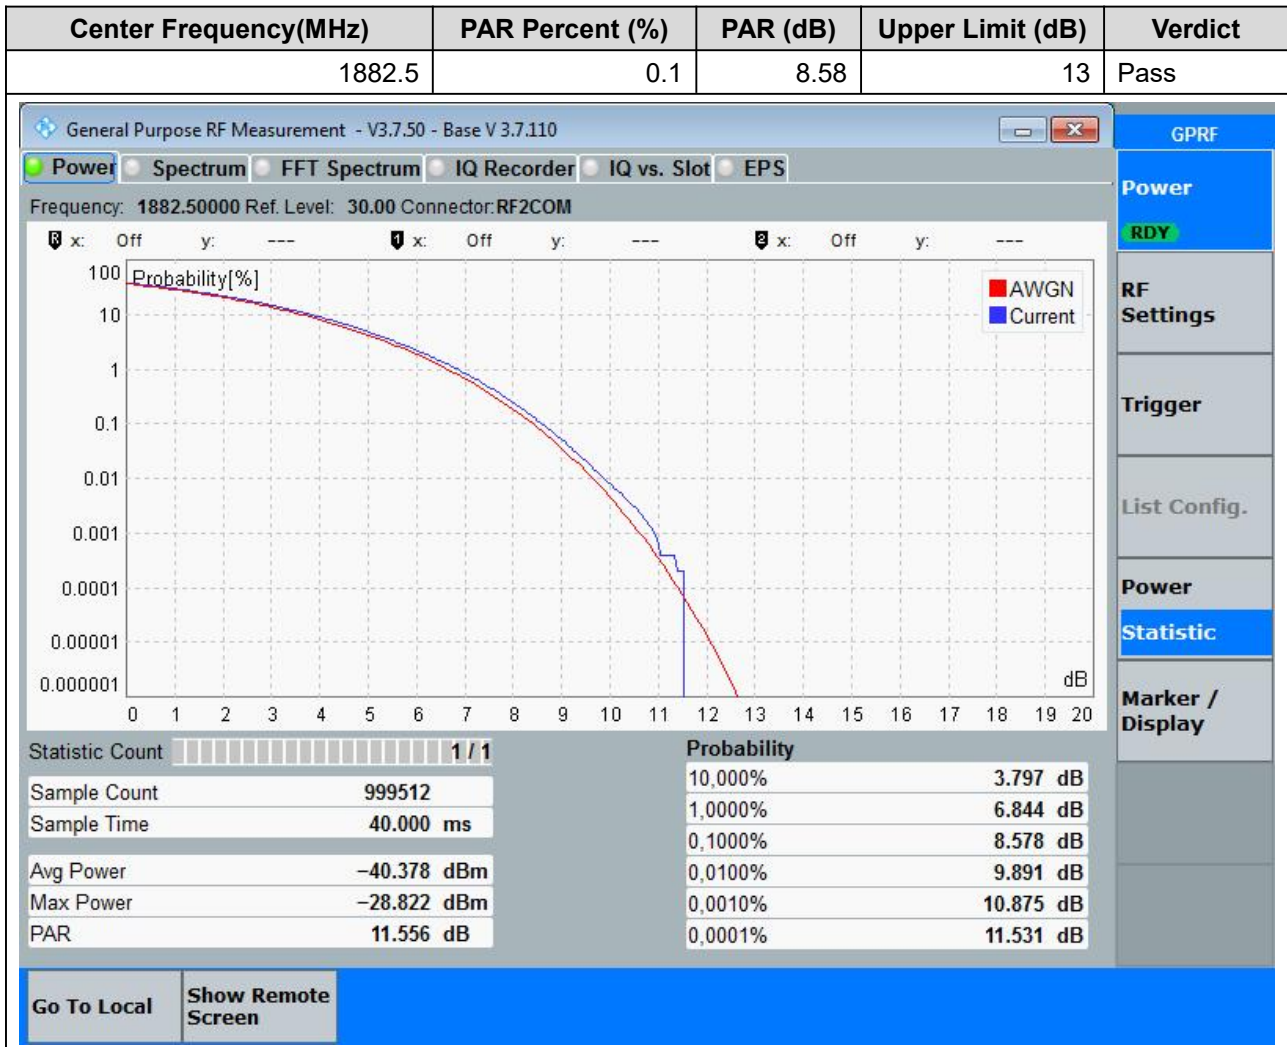 Center Frequency(MHz) PAR Percent (%) PAR (dB) Upper Limit (dB) Verdict
1882.5 0.1 8.58 13 Pass
General Purpose RF Measurement - V3.7.50 - Base V 3.7.110
GPRF
Power Spectrum FFT Spectrum IQ Recorder IQ vs. Slot EPS
Frequency: 1882.50000 Ref. Level: 30.00 Connector:RF2COM
R x: Off y: --- 1 x: Off y: --- 2 x: Off y: ---
Probability[%]
100
10
1
0.1
0.01
0.001
0.0001
0.00001
0.000001
AWGN
Current
dB
0 1 2 3 4 5 6 7 8 9 10 11 12 13 14 15 16 17 18 19 20
Statistic Count 1 / 1
Sample Count 999512
Sample Time 40.000 ms
Avg Power −40.378 dBm
Max Power −28.822 dBm
PAR 11.556 dB
Probability
10,000% 3.797 dB
1,0000% 6.844 dB
0,1000% 8.578 dB
0,0100% 9.891 dB
0,0010% 10.875 dB
0,0001% 11.531 dB
Power
RDY
RF
Settings
Trigger
List Config.
Power
Statistic
Marker /
Display
Go To Local
Show Remote
Screen